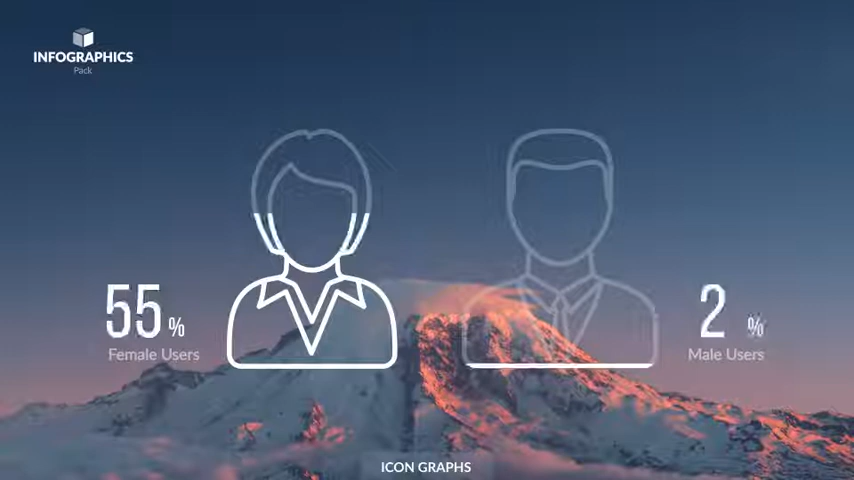 INFOGRAPHICS
Pack
55 %
Female Users
2 %
Male Users
ICON GRAPHS